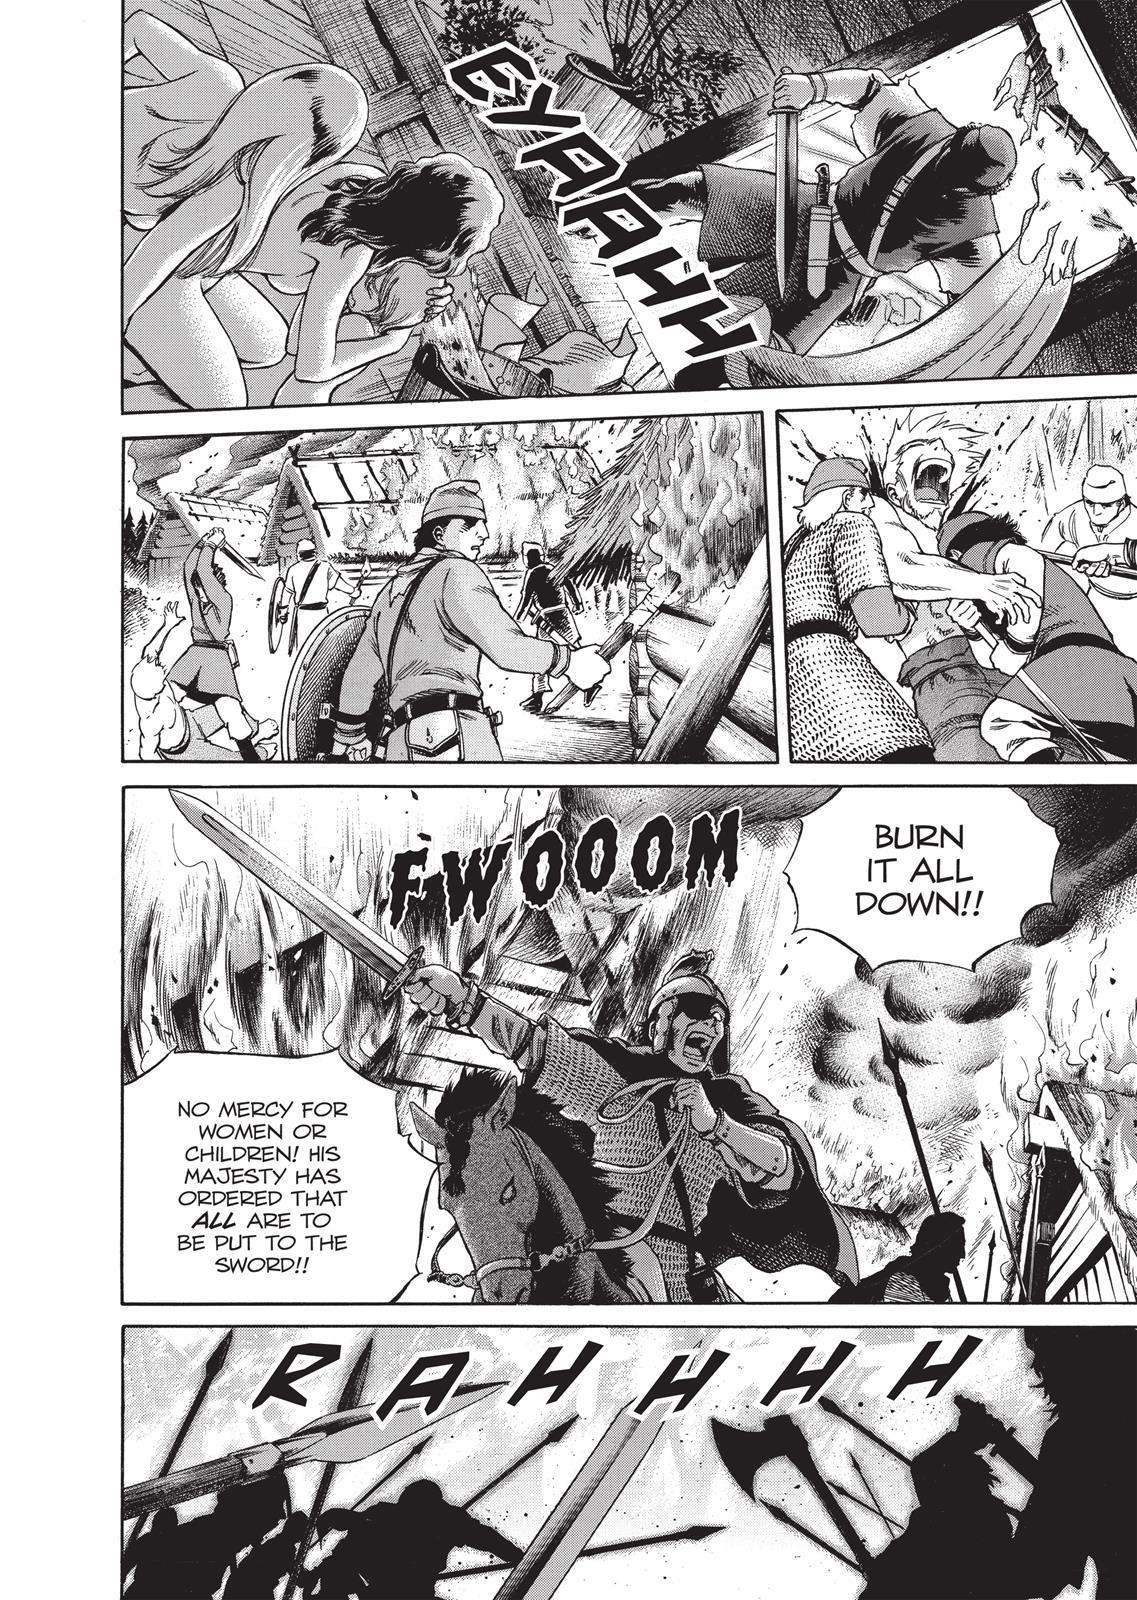 EYAAHH
FWOOOM
BURN
IT ALL
DOWN!!
NO MERCY FOR
WOMEN OR
CHILDREN! HIS
MAJESTY HAS
ORDERED THAT
ALL ARE TO
BE PUT TO THE
SWORD!!
RAHHHH